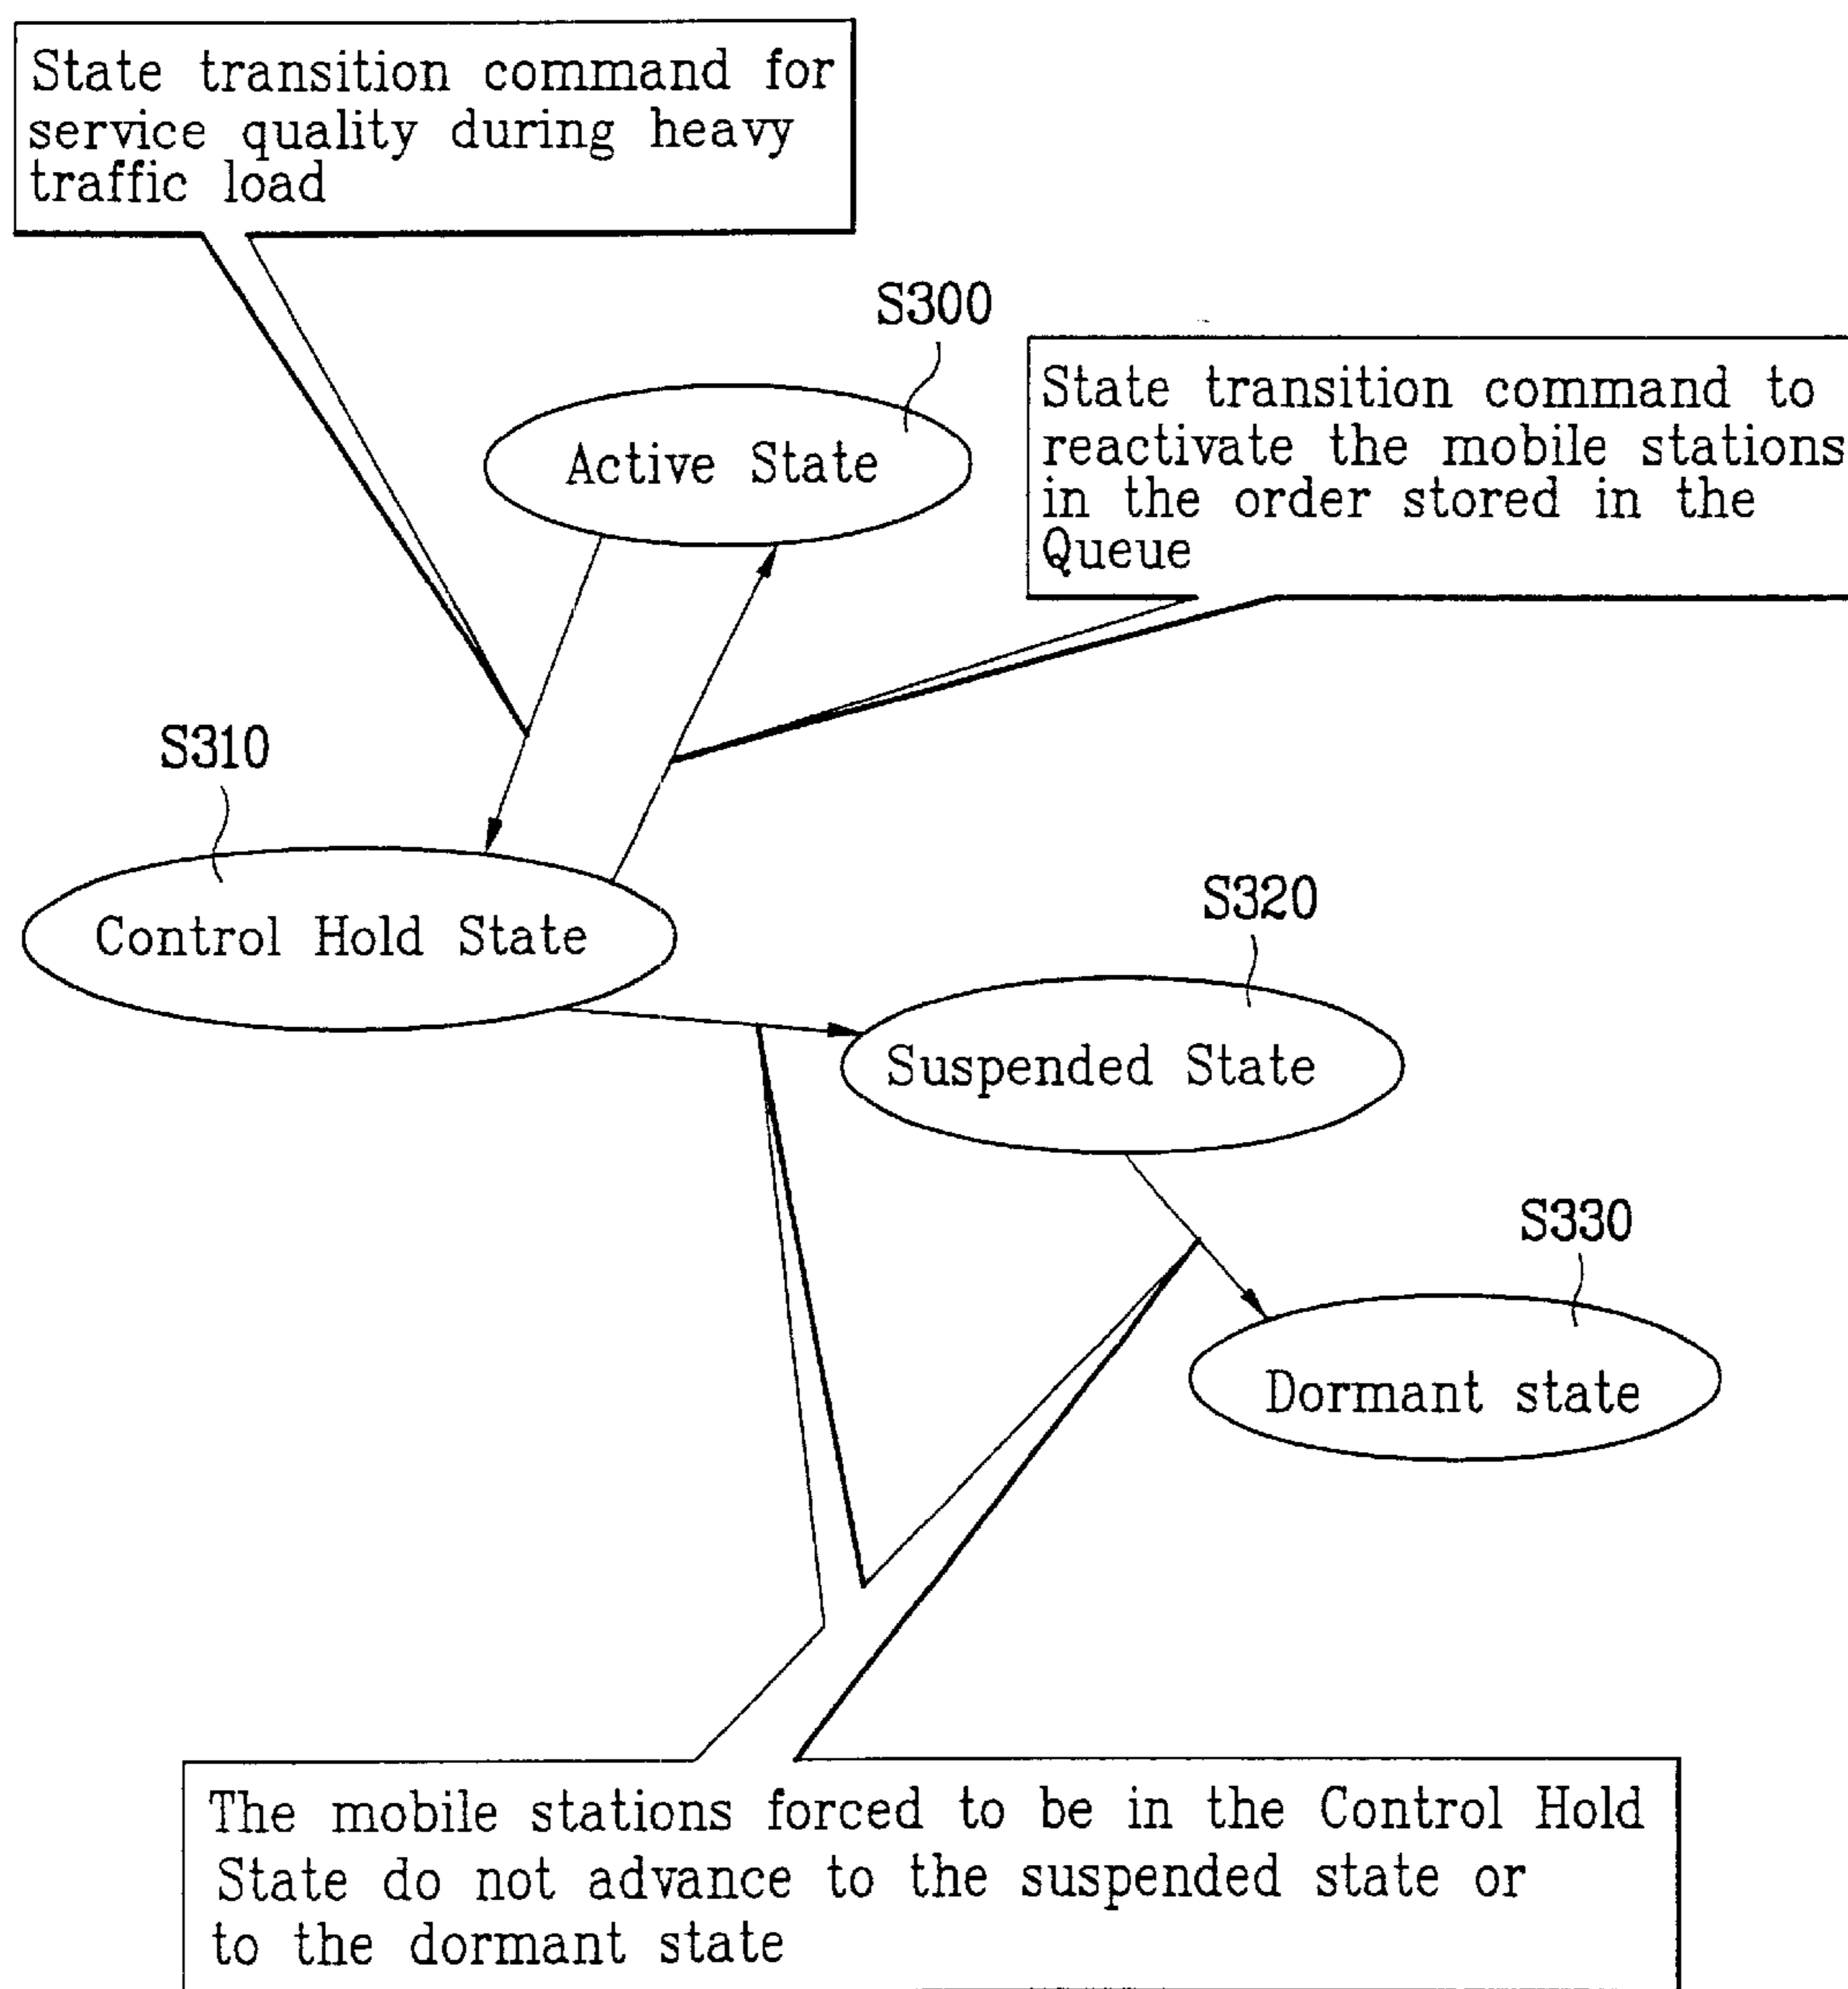 State transition command for
service quality during heavy
traffic load
S300
Active State
State transition command to
reactivate the mobile stations
in the order stored in the
Queue
S310
Control Hold State
S320
Suspended State
S330
Dormant state
The mobile stations forced to be in the Control Hold
State do not advance to the suspended state or
to the dormant state